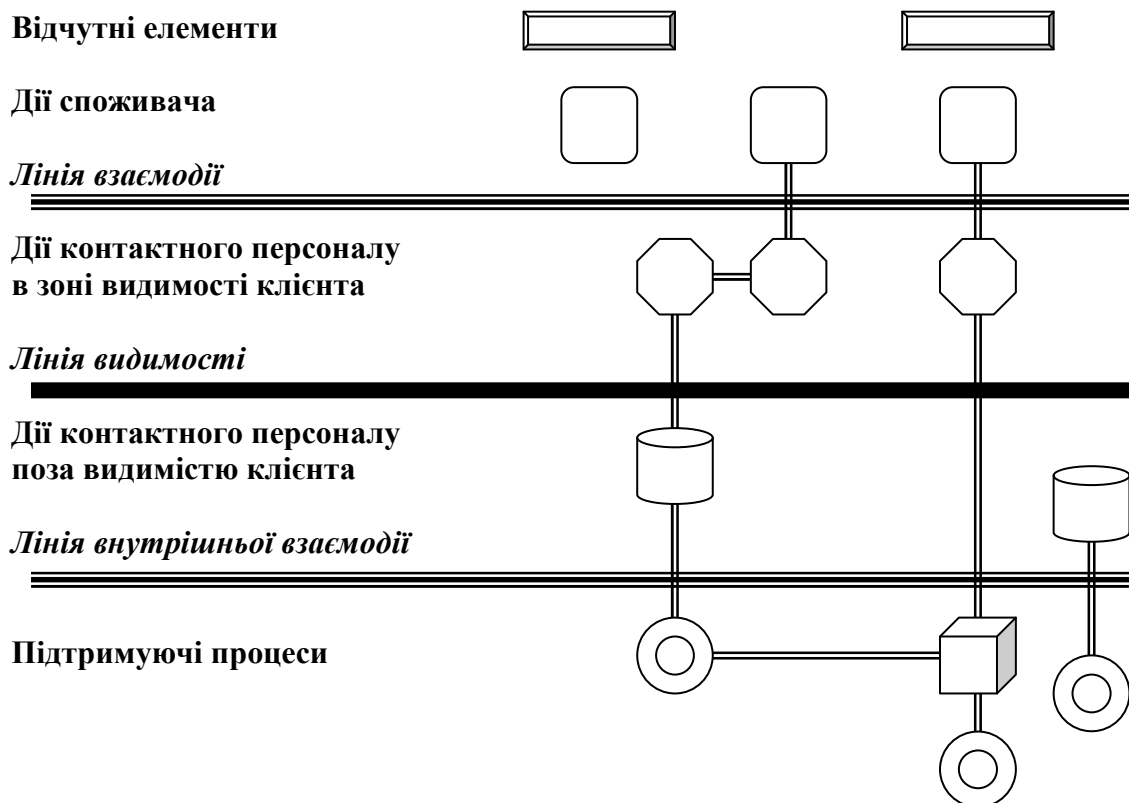 Відчутні елементи
Дії споживача
Лінія взаємодії
Дії контактного персоналу
в зоні видимості клієнта
Лінія видимості
Дії контактного персоналу
поза видимістю клієнта
Лінія внутрішньої взаємодії
Підтримуючі процеси